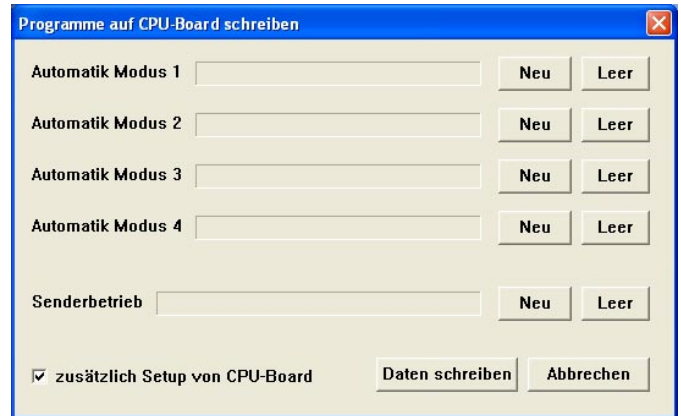 Programme auf CPU-Board schreiben
Automatik Modus 1 Neu Leer
Automatik Modus 2 Neu Leer
Automatik Modus 3 Neu Leer
Automatik Modus 4 Neu Leer
Senderbetrieb Neu Leer
zusätzlich Setup von CPU-Board Daten schreiben Abbrechen